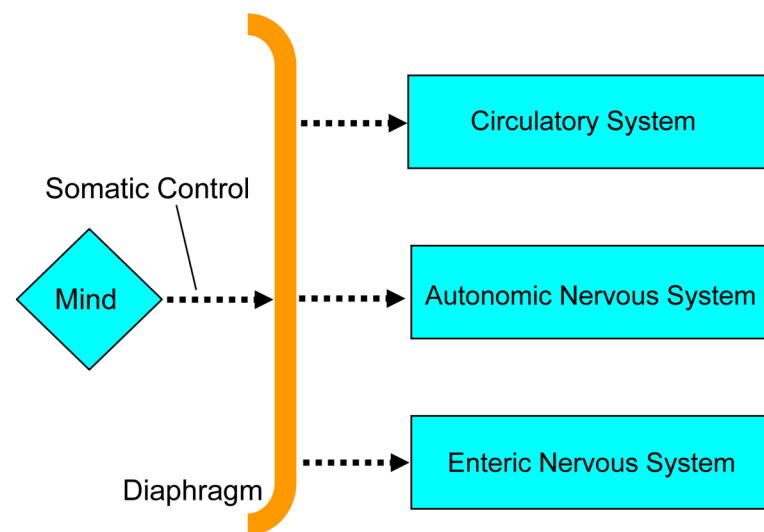 Circulatory System
Somatic Control
Mind
Autonomic Nervous System
Enteric Nervous System
Diaphragm